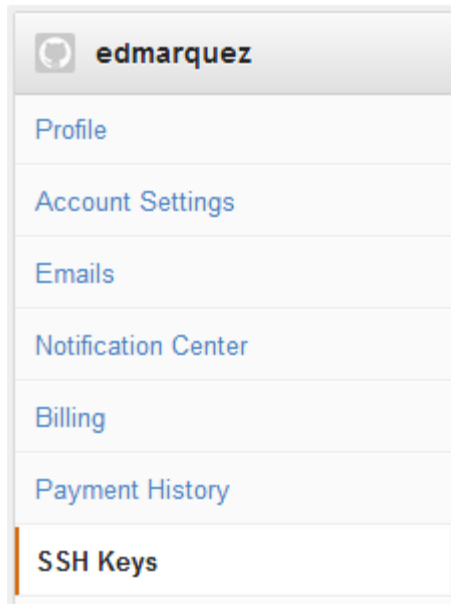 edmarquez
Profile
Account Settings
Emails
Notification Center
Billing
Payment History
SSH Keys